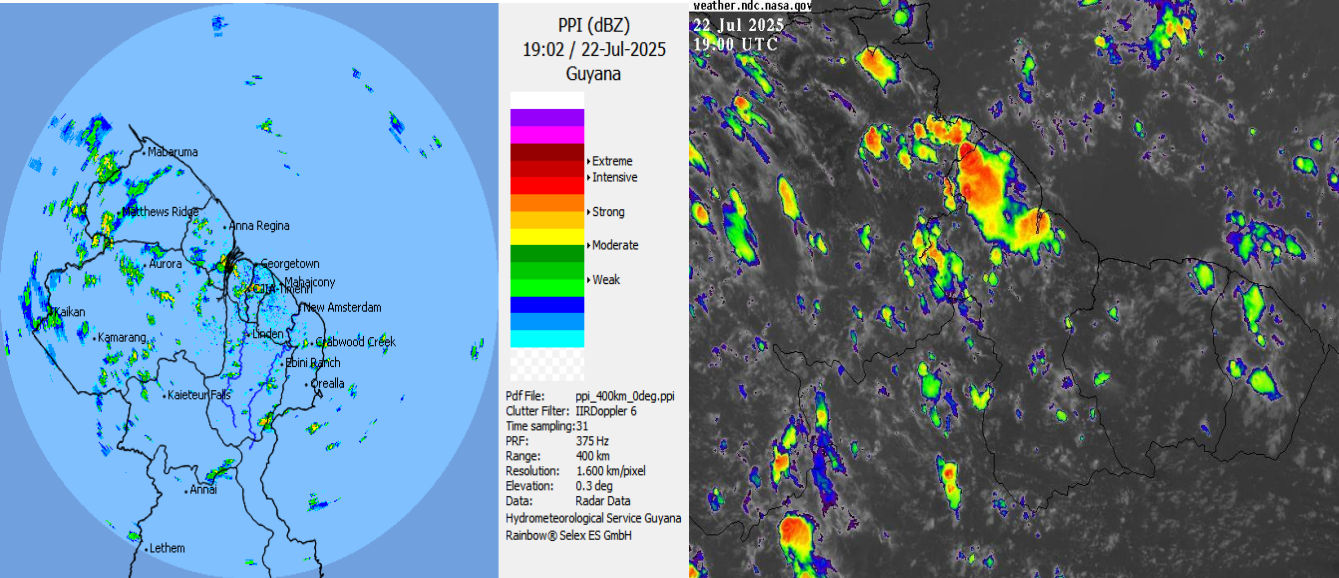 PPI (dBZ)
19:02 / 22-Jul-2025
Guyana
Extreme
Intensive
Strong
Moderate
Weak
Pdf File: ppi_400km_0deg.ppi
Clutter Filter: IIRDoppler 6
Time sampling:31
PRF: 375 Hz
Range: 400 km
Resolution: 1.600 km/pixel
Elevation: 0.3 deg
Data: Radar Data
Hydrometeorological Service Guyana
Rainbow® Selex ES GmbH
Mabaruma
Matthews Ridge
Anna Regina
Aurora
Georgetown
Mahaicony
New Amsterdam
Kaikan
Kamarang
Linden
Crabwood Creek
Ebini Ranch
Orealla
Kaieteur Falls
Annai
Lethem
weather.ndc.nasa.gov
22 Jul 2025
19:00 UTC